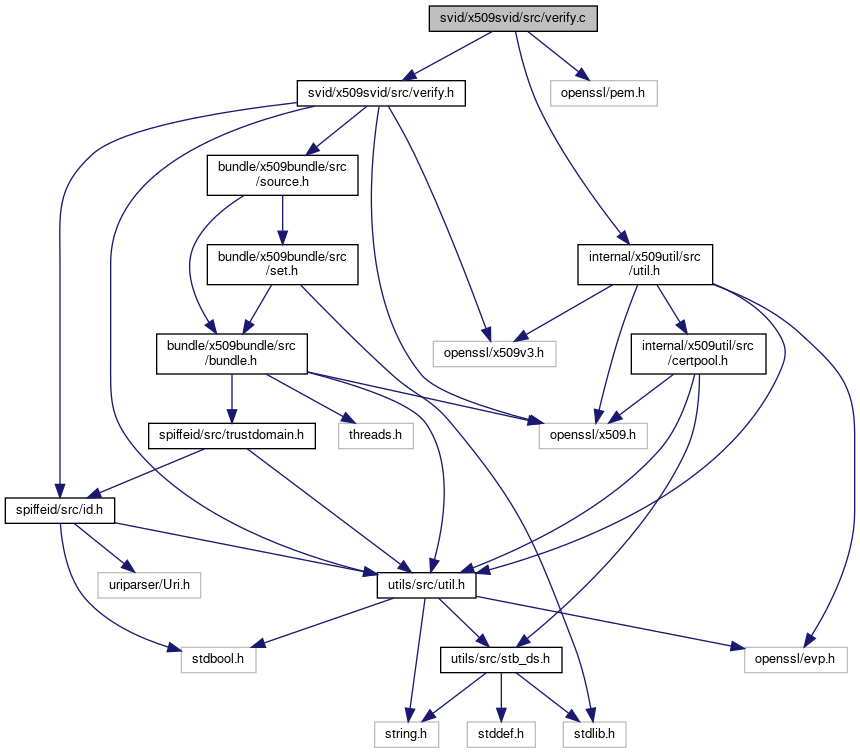 svid/x509svid/src/verify.c
svid/x509svid/src/verify.h
openssl/pem.h
bundle/x509bundle/src
/source.h
bundle/x509bundle/src
/set.h
internal/x509util/src
/util.h
bundle/x509bundle/src
/bundle.h
openssl/x509v3.h
internal/x509util/src
/certpool.h
spiffeid/src/trustdomain.h
threads.h
openssl/x509.h
spiffeid/src/id.h
uriparser/Uri.h
utils/src/util.h
stdbool.h
utils/src/stb_ds.h
openssl/evp.h
string.h
stddef.h
stdlib.h